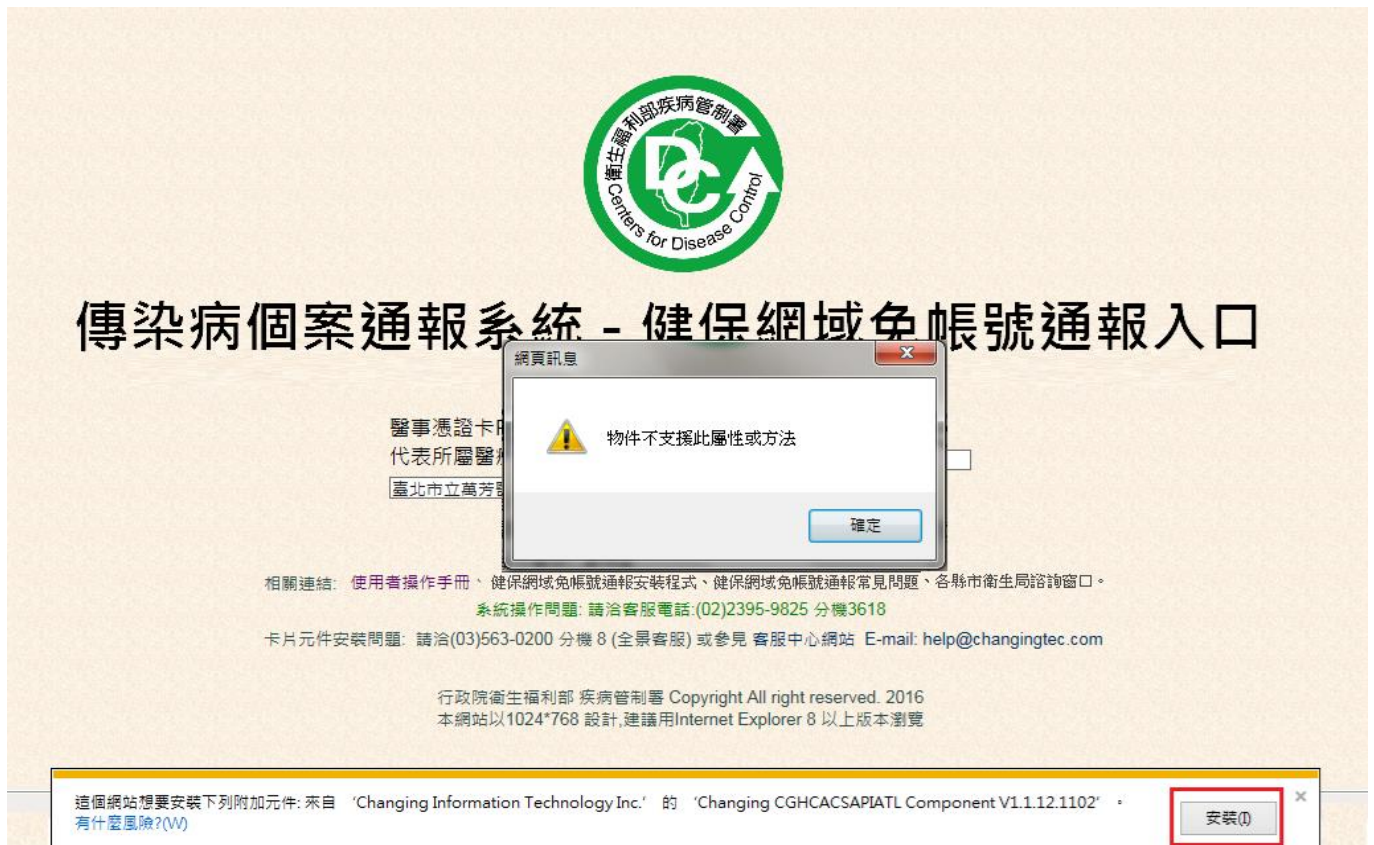 衛生福利部疾病管制署
DC
Centers for Disease Control
傳染病個案通報系統 - 健保網域免帳號通報入口
網頁訊息
物件不支援此屬性或方法
確定
醫事憑證卡
代表所屬醫
臺北市立萬芳
相關連結: 使用者操作手冊、健保網域免帳號通報安裝程式、健保網域免帳號通報常見問題、各縣市衛生局諮詢窗口。
系統操作問題: 請洽客服電話:(02)2395-9825 分機3618
卡片元件安裝問題: 請洽(03)563-0200 分機 8 (全景客服) 或參見 客服中心網站 E-mail: help@changingtec.com
行政院衛生福利部 疾病管制署 Copyright All right reserved. 2016
本網站以1024*768 設計,建議用Internet Explorer 8 以上版本瀏覽
這個網站想要安裝下列附加元件: 來自 ‘Changing Information Technology Inc.’ 的 ‘Changing CGHCACSAPIATL Component V1.1.12.1102’ 。
有什麼風險?(W)
安裝(I)